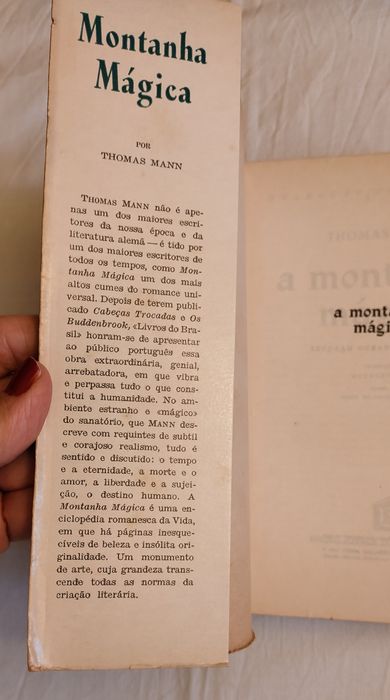 Montanha
Mágica
POR
THOMAS MANN
THOMAS MANN não é ape-
nas um dos maiores escri-
tores da nossa época e da
literatura alemã — é tido por
um dos maiores escritores de
todos os tempos, como Mon-
tanha Mágica um dos mais
altos cumes do romance uni-
versal. Depois de terem publi-
cado Cabeças Trocadas e Os
Buddenbrook, «Livros do Bra-
sil» honram-se de apresentar
ao público português essa
obra extraordinária, genial,
arrebatadora, em que vibra
e perpassa tudo o que cons-
titui a humanidade. No am-
biente estranho e «mágico»
do sanatório, que MANN des-
creve com requintes de subtil
e corajoso realismo, tudo é
sentido e discutido: o tempo
e a eternidade, a morte e o
amor, a liberdade e a sujei-
ção, o destino humano. A
Montanha Mágica é uma en-
ciclopédia romanesca da Vida,
em que há páginas inesque-
cíveis de beleza e insólita ori-
ginalidade. Um monumento
de arte, cuja grandeza trans-
cende todas as normas da
criação literária.
THOMAS
a mont
a monta
mági